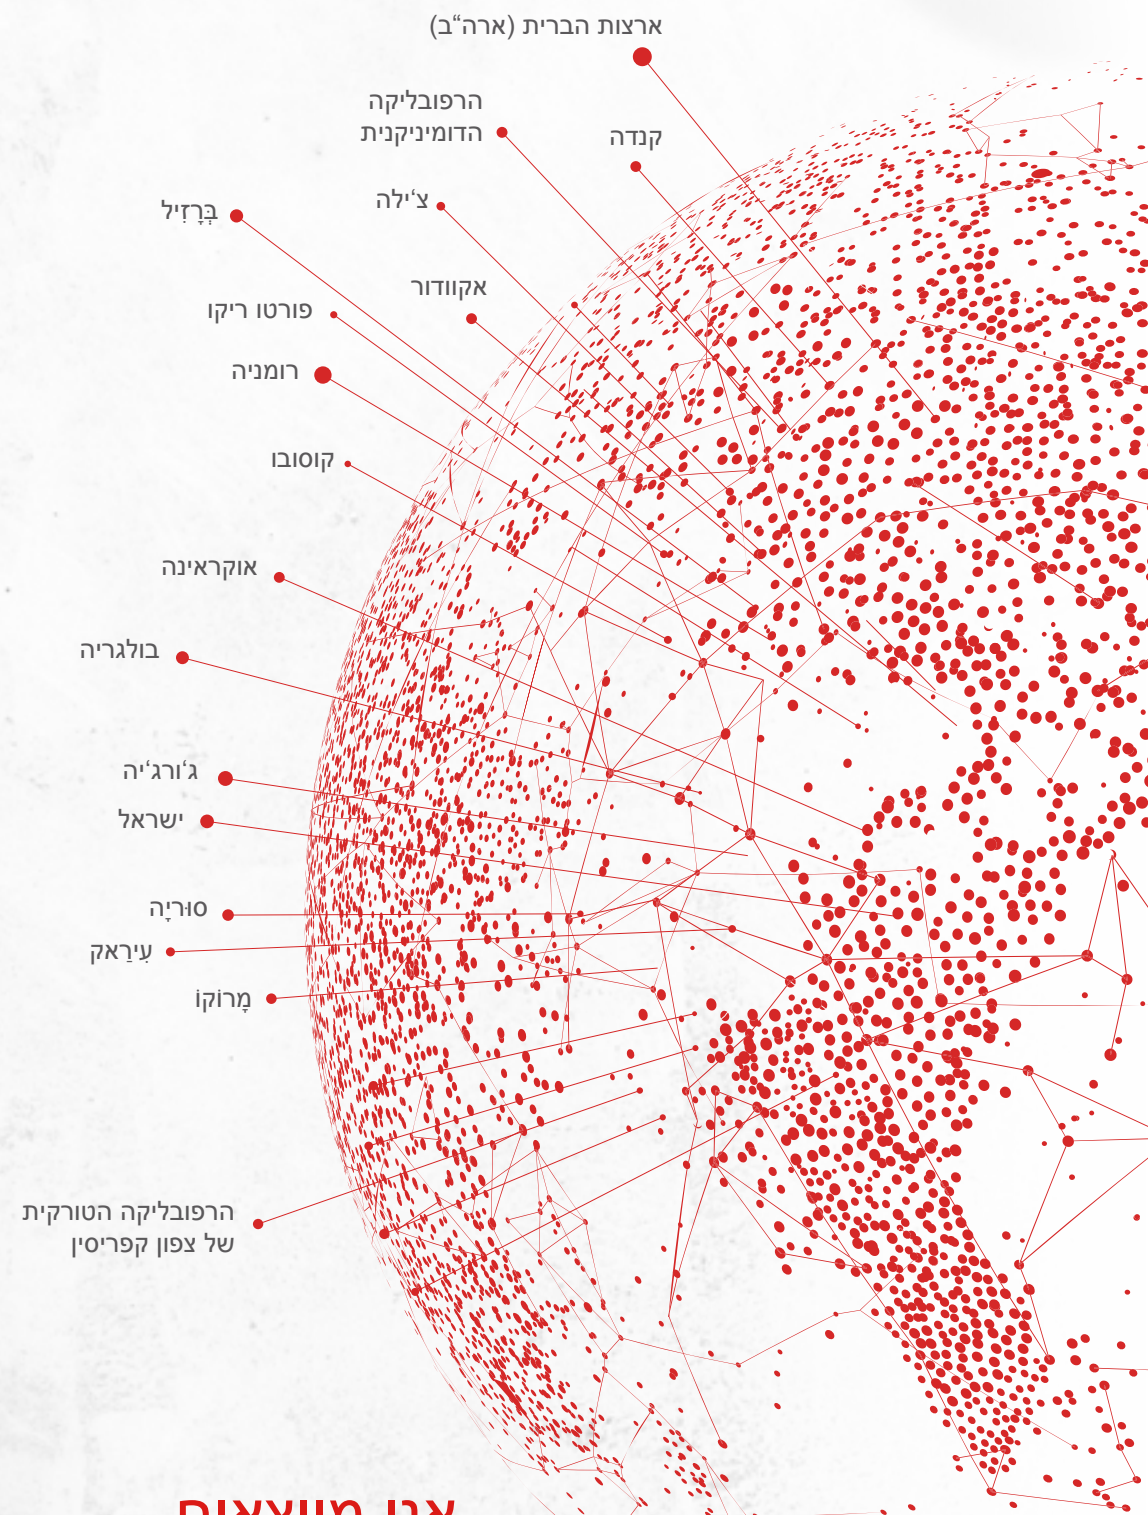 ארצות הברית (ארה“ב)
הרפובליקה
הדומיניקנית
קנדה
צ‘ילה
בְּרָזִיל
אקוודור
פורטו ריקו
רומניה
קוסובו
אוקראינה
בולגריה
ג‘ורג‘יה
ישראל
סוּריָה
עִירַאק
מָרוֹקוֹ
הרפובליקה הטורקית
של צפון קפריסין